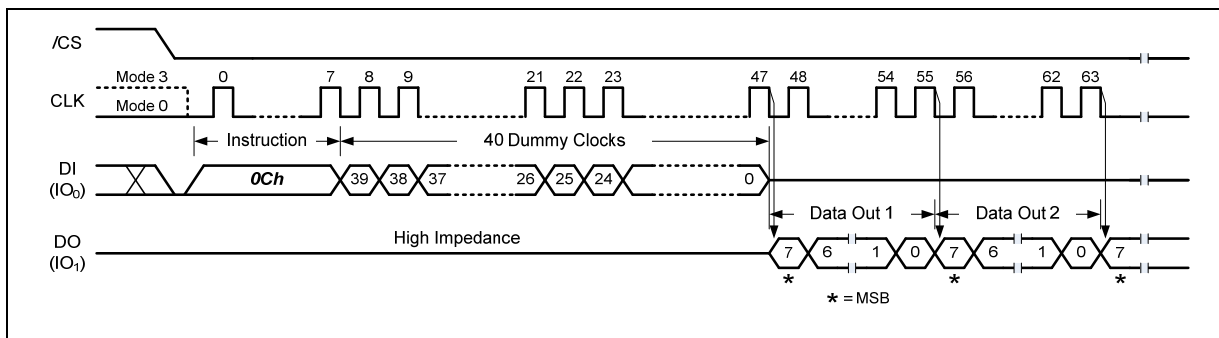 /CS
Mode 3 0 7 8 9 21 22 23 47 48 54 55 56 62 63
CLK Mode 0
Instruction 40 Dummy Clocks
DI
(IO0) 0Ch 39 38 37 26 25 24 0
Data Out 1 Data Out 2
High Impedance
DO
(IO1) 7 6 1 0 7 6 1 0 7
* * *
* = MSB